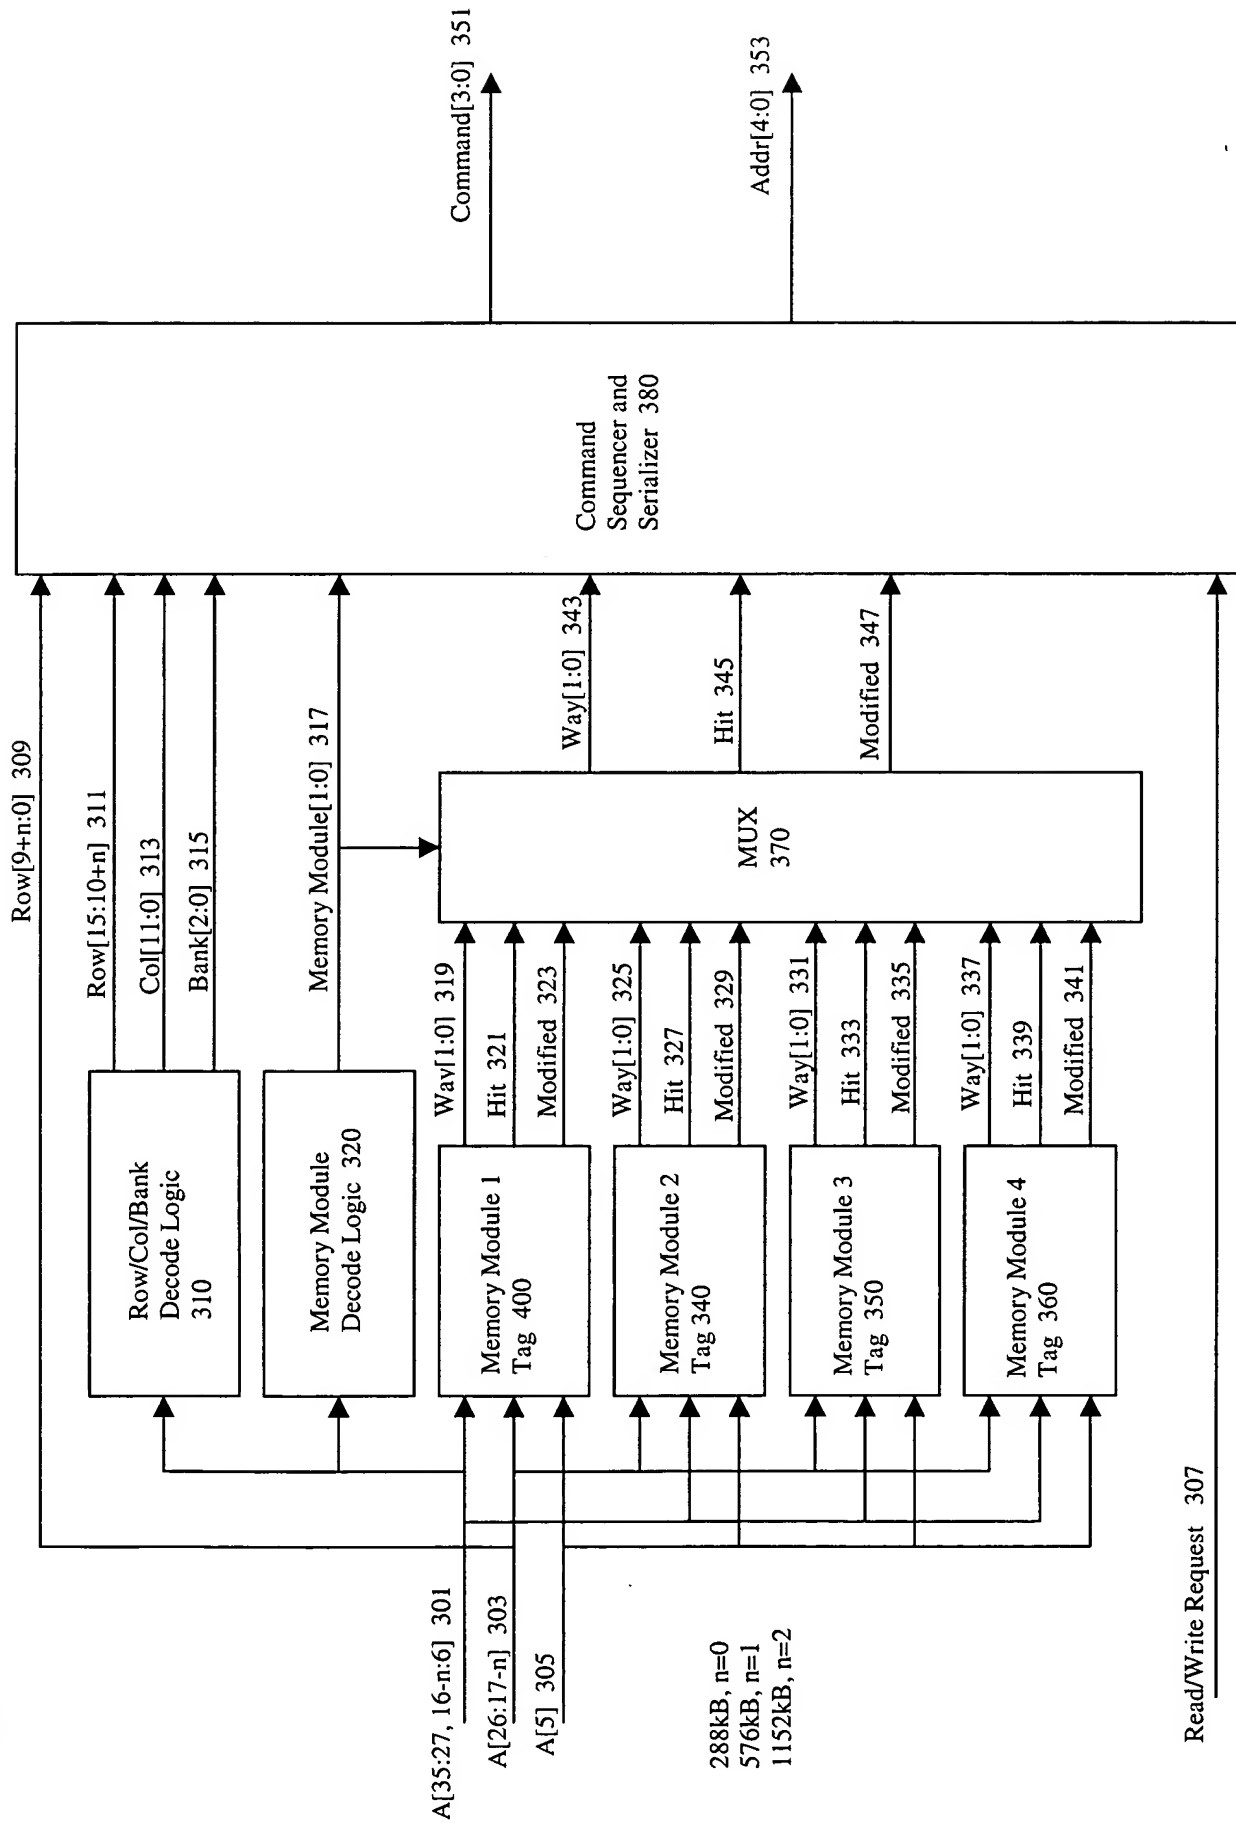 Row[9+n:0] 309
Row[15:10+n] 311
Col[11:0] 313
Bank[2:0] 315
Memory Module[1:0] 317
Row/Col/Bank
Decode Logic
310
Memory Module
Decode Logic 320
Memory Module 1
Tag 400
Memory Module 2
Tag 340
Memory Module 3
Tag 350
Memory Module 4
Tag 360
Way[1:0] 319
Hit 321
Modified 323
Way[1:0] 325
Hit 327
Modified 329
Way[1:0] 331
Hit 333
Modified 335
Way[1:0] 337
Hit 339
Modified 341
MUX
370
Way[1:0] 343
Hit 345
Modified 347
Command
Sequencer and
Serializer 380
Command[3:0] 351
Addr[4:0] 353
A[35:27, 16-n:6] 301
A[26:17-n] 303
A[5] 305
288kB, n=0
576kB, n=1
1152kB, n=2
Read/Write Request 307